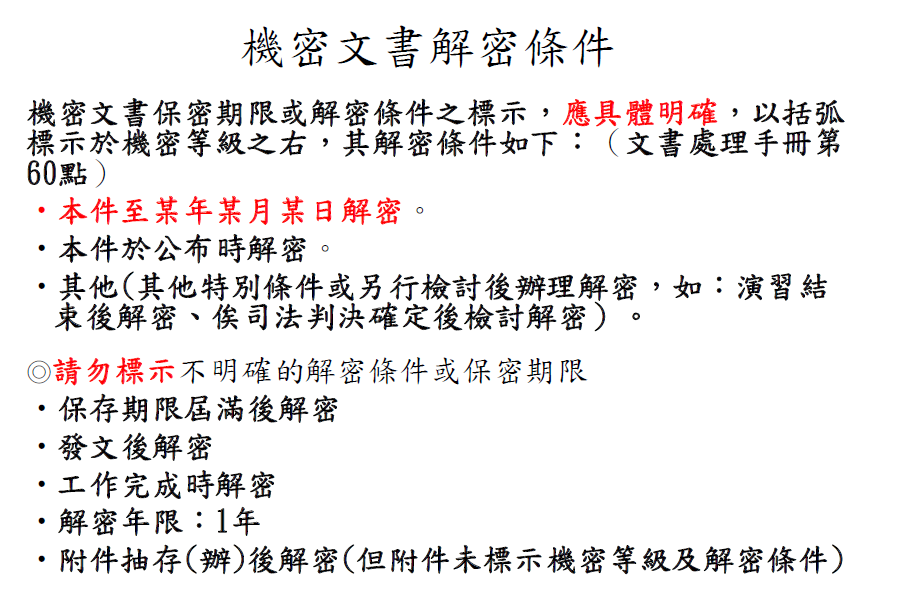 機密文書解密條件
機密文書保密期限或解密條件之標示，應具體明確，以括弧
標示於機密等級之右，其解密條件如下：（文書處理手冊第
60點）
・本件至某年某月某日解密。
・本件於公布時解密。
・其他(其他特別條件或另行檢討後辦理解密，如：演習結
束後解密、俟司法判決確定後檢討解密) 。
◎請勿標示不明確的解密條件或保密期限
・保存期限屆滿後解密
・發文後解密
・工作完成時解密
・解密年限：1年
・附件抽存(辦)後解密(但附件未標示機密等級及解密條件)